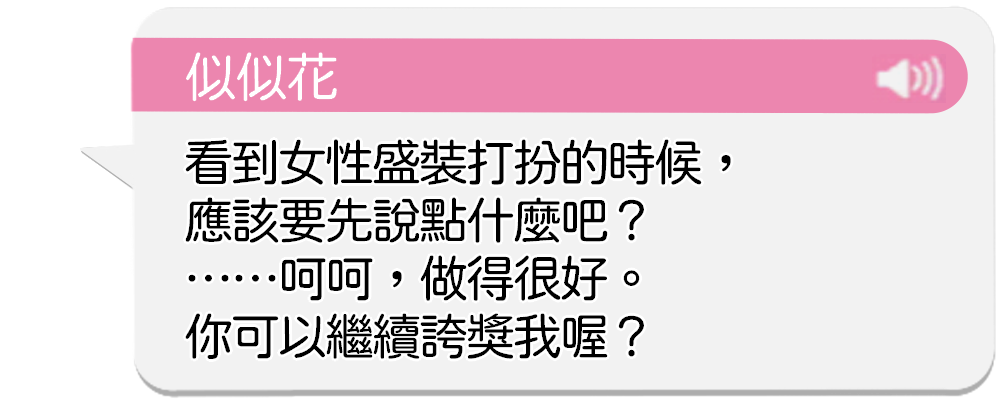 似似花
看到女性盛裝打扮的時候，
應該要先說點什麼吧？
⋯⋯呵呵，做得很好。
你可以繼續誇獎我喔？